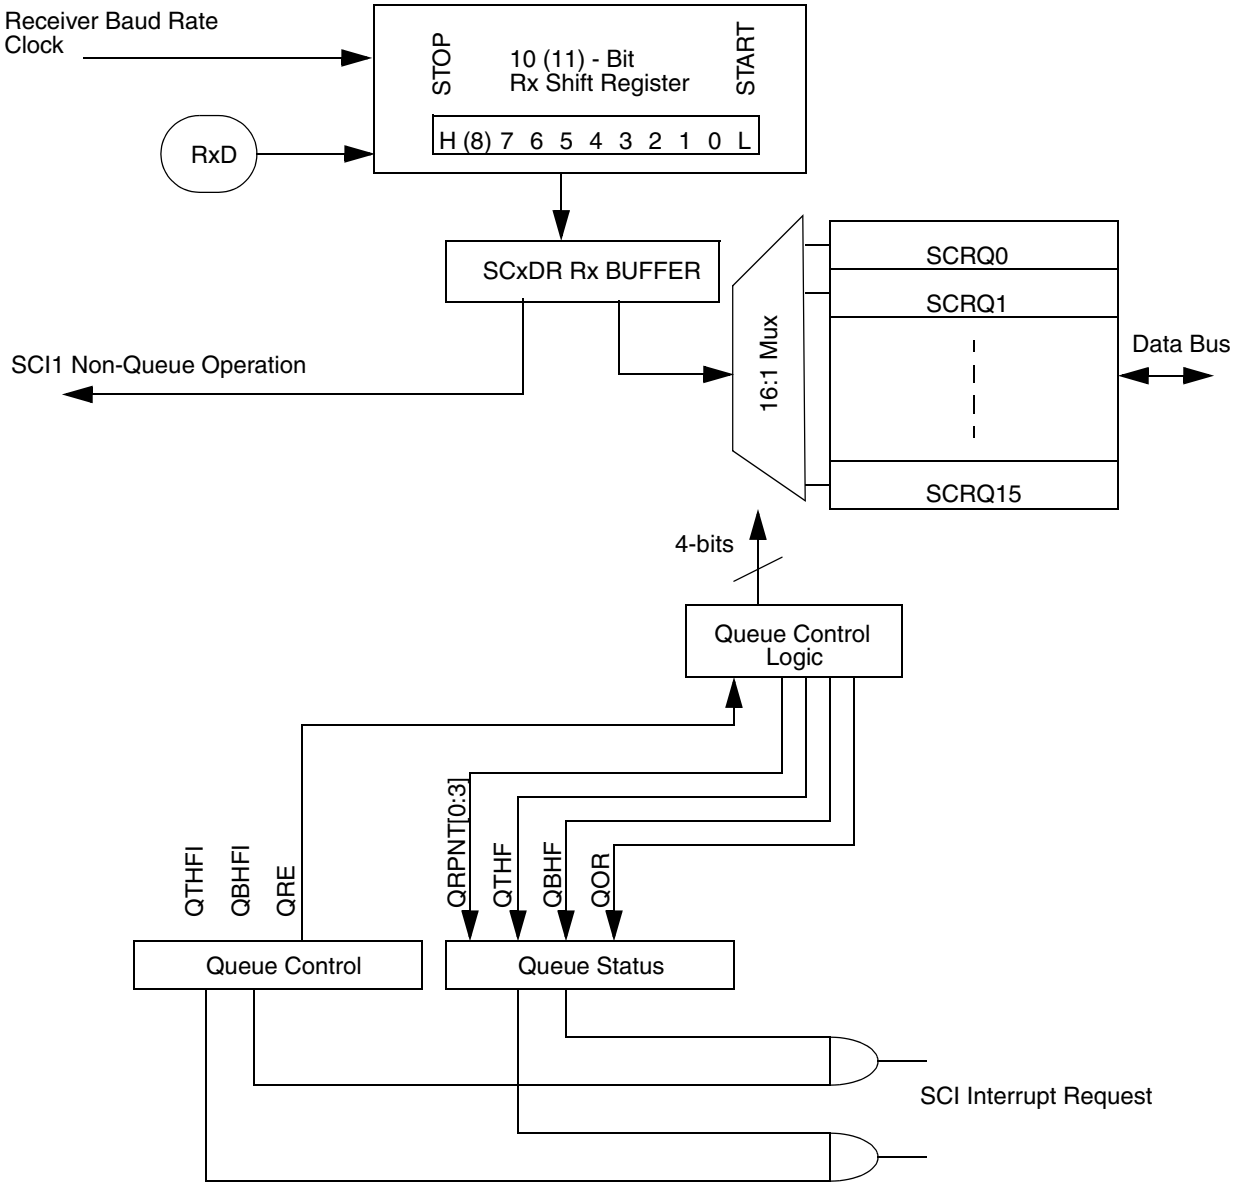 Receiver Baud Rate
Clock
STOP
10 (11) - Bit
Rx Shift Register
START
H (8) 7 6 5 4 3 2 1 0 L
RxD
SCxDR Rx BUFFER
SCRQ0
SCRQ1
16:1 Mux
Data Bus
SCI1 Non-Queue Operation
SCRQ15
4-bits
Queue Control
Logic
QTHFI
QBHFI
QRE
QRPNT[0:3]
QTHF
QBHF
QOR
Queue Control
Queue Status
SCI Interrupt Request